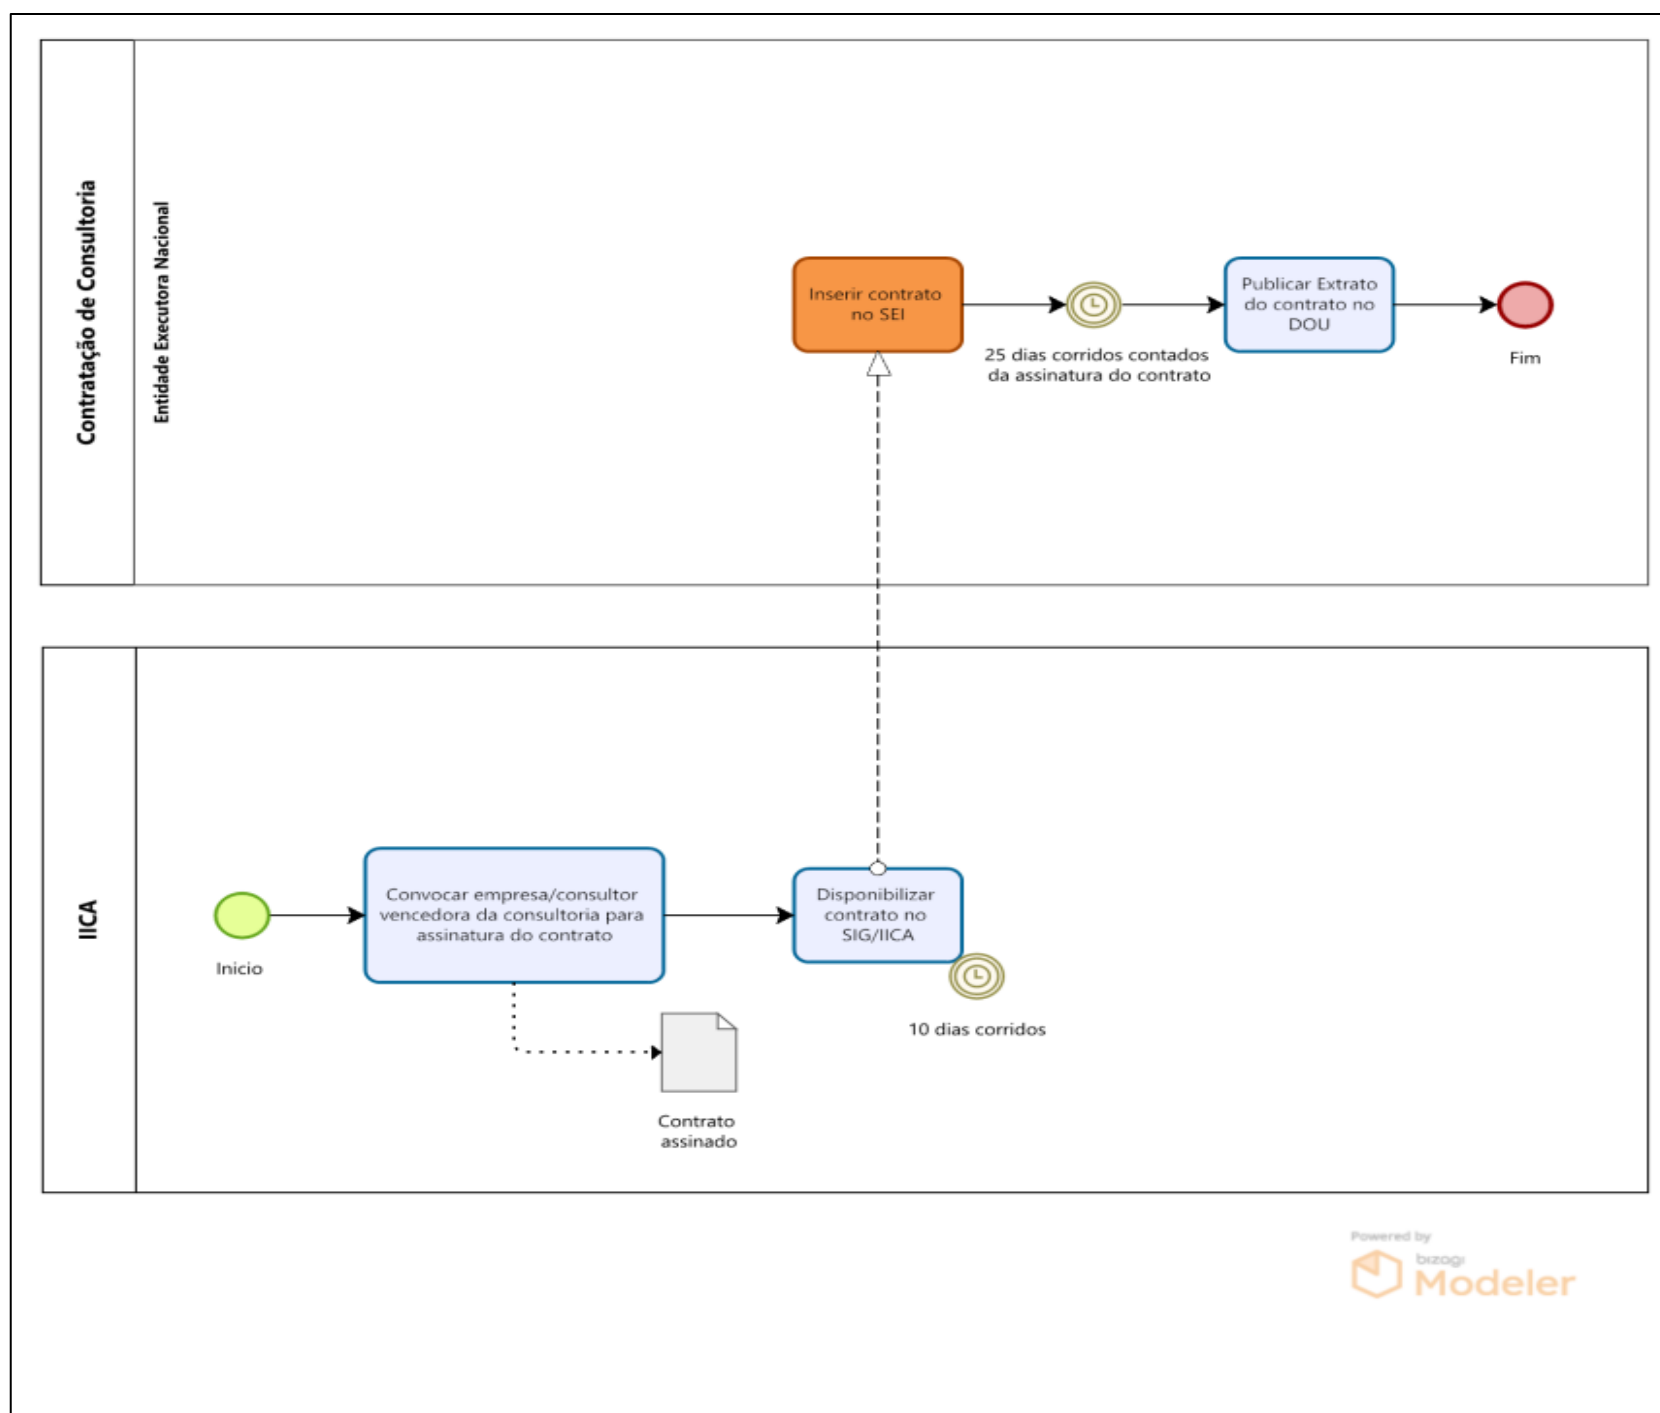 Contratação de Consultoria
Entidade Executora Nacional
Inserir contrato
no SEI
25 dias corridos contados
da assinatura do contrato
Publicar Extrato
do contrato no
DOU
Fim
IICA
Inicio
Convocar empresa/consultor
vencedora da consultoria para
assinatura do contrato
Disponibilizar
contrato no
SIG/IICA
10 dias corridos
Contrato
assinado
Powered by
bizagi
Modeler